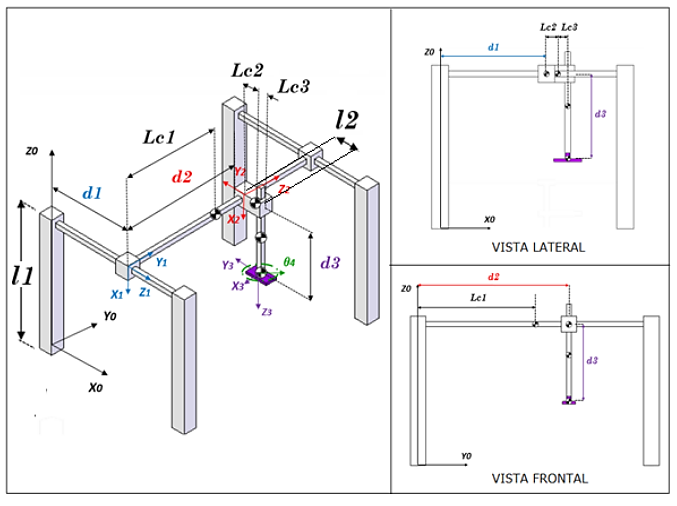 Lc2
Lc3
Lc1
l2
Z0
d1
d2
Y2
Z2
X2
l1
Y1
X1
Z1
d3
Y3
θ4
X3
Z3
Y0
X0
Lc2 Lc3
Z0
d1
d3
X0
VISTA LATERAL
Z0
d2
Lc1
d3
Y0
VISTA FRONTAL